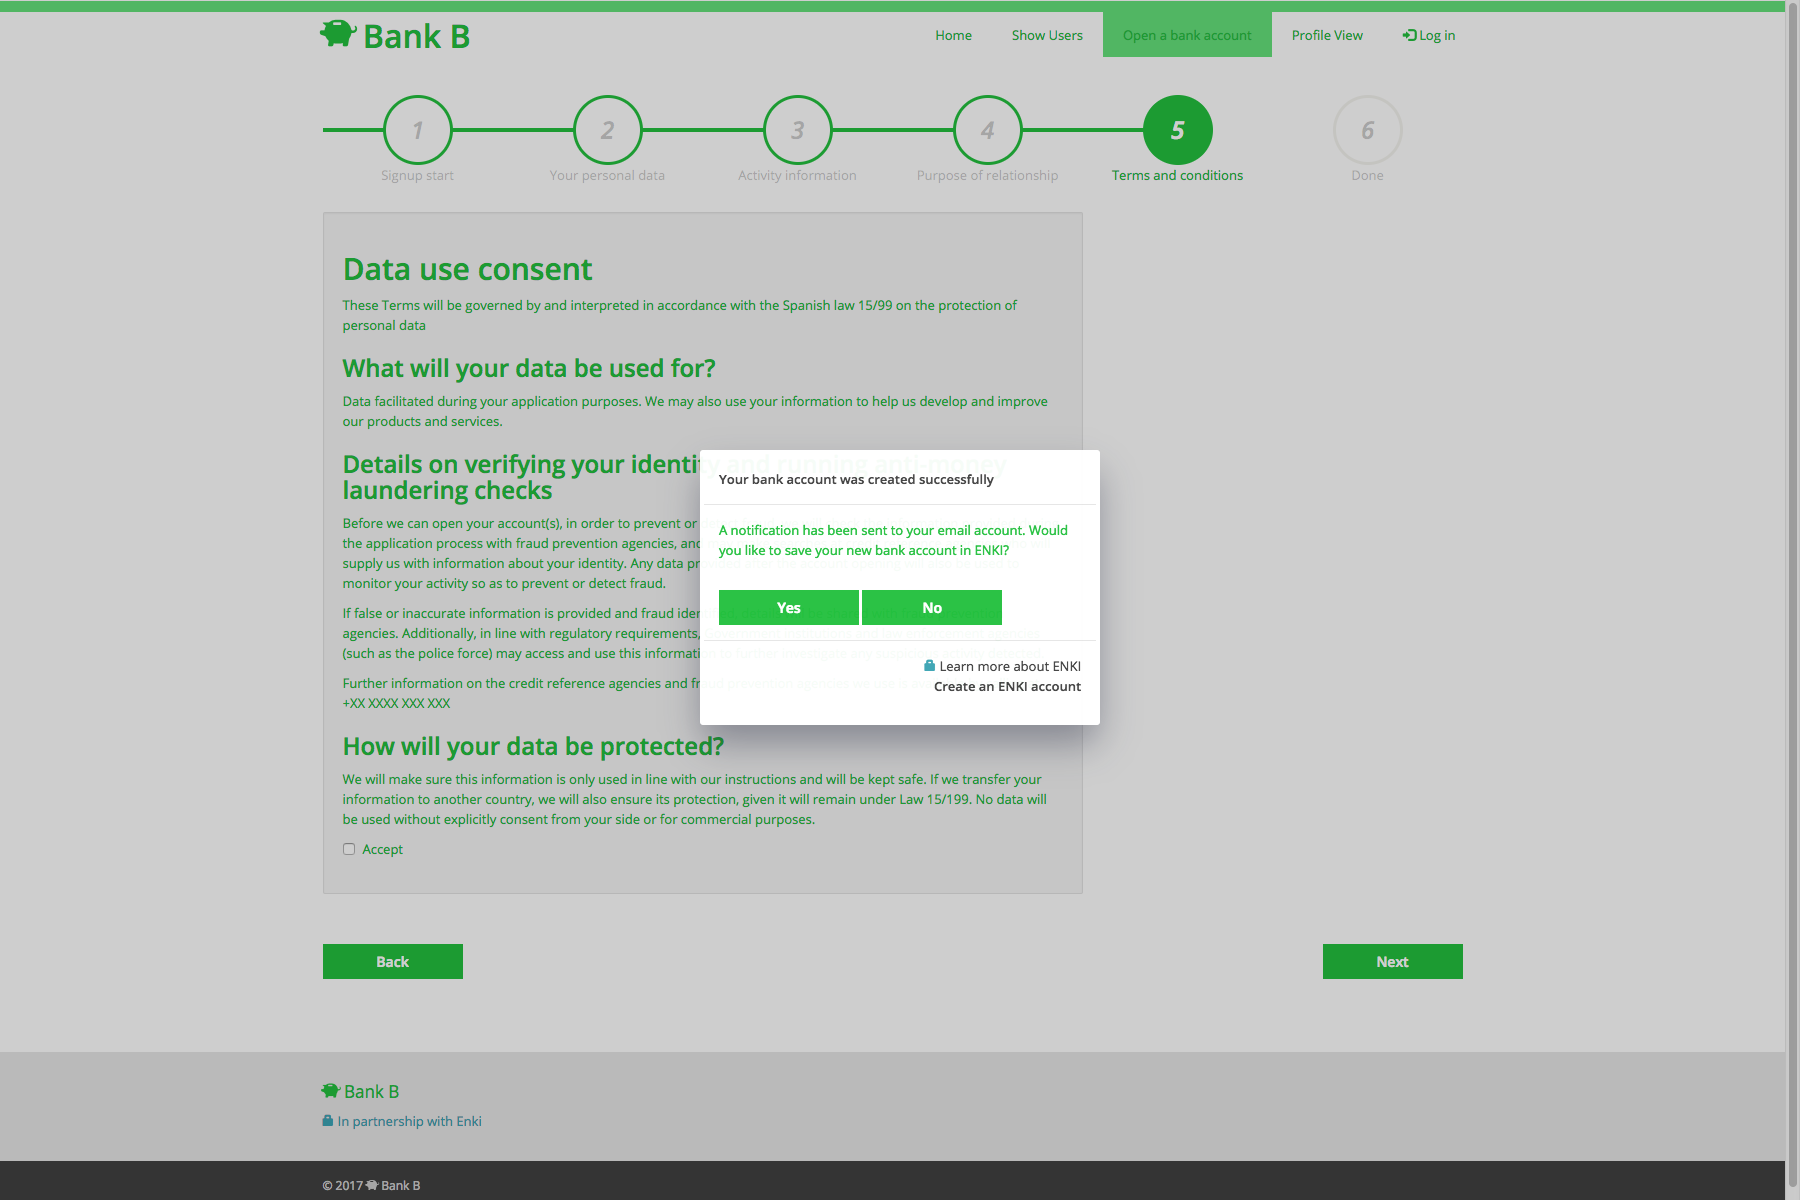 Bank B
Home
Show Users
Open a bank account
Profile View
Log in
1
2
3
4
5
6
Signup start
Your personal data
Activity information
Purpose of relationship
Terms and conditions
Done
Data use consent
These Terms will be governed by and interpreted in accordance with the Spanish law 15/99 on the protection of
personal data
What will your data be used for?
Data facilitated during your application purposes. We may also use your information to help us develop and improve
our products and services.
Details on verifying your identity and running anti-money
laundering checks
Before we can open your account(s), in order to prevent or
the application process with fraud prevention agencies, and
supply us with information about your identity. Any data
monitor your activity so as to prevent or detect fraud.
If false or inaccurate information is provided and fraud
agencies. Additionally, in line with regulatory requirements,
(such as the police force) may access and use this information
Further information on the credit reference agencies and
+XX XXXX XXX XXX
How will your data be protected?
We will make sure this information is only used in line with our instructions and will be kept safe. If we transfer your
information to another country, we will also ensure its protection, given it will remain under Law 15/199. No data will
be used without explicitly consent from your side or for commercial purposes.
Accept
Your bank account was created successfully
A notification has been sent to your email account. Would
you like to save your new bank account in ENKI?
Yes
No
Learn more about ENKI
Create an ENKI account
Back
Next
Bank B
In partnership with Enki
© 2017 Bank B